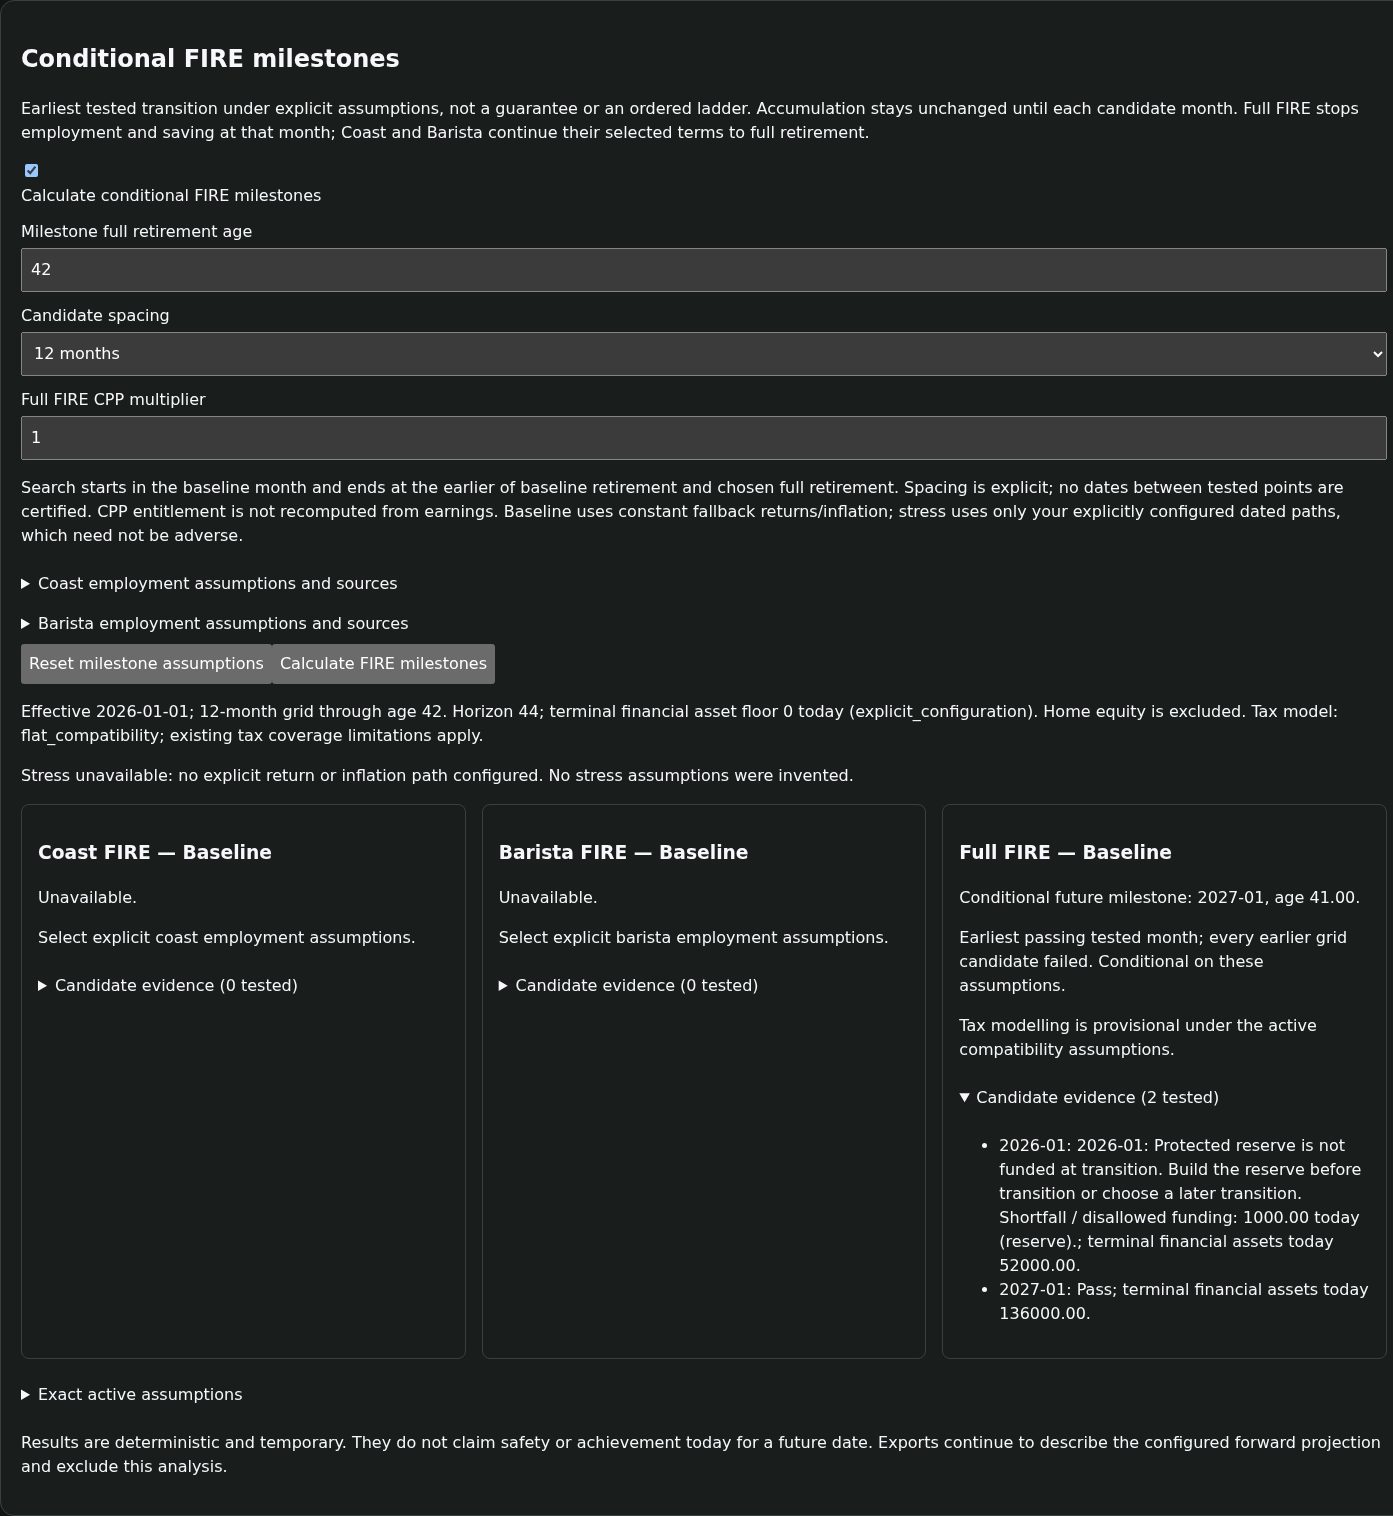 Conditional FIRE milestones
Earliest tested transition under explicit assumptions, not a guarantee or an ordered ladder. Accumulation stays unchanged until each candidate month. Full FIRE stops
employment and saving at that month; Coast and Barista continue their selected terms to full retirement.
Calculate conditional FIRE milestones
Milestone full retirement age
42
Candidate spacing
12 months
Full FIRE CPP multiplier
1
Search starts in the baseline month and ends at the earlier of baseline retirement and chosen full retirement. Spacing is explicit; no dates between tested points are
certified. CPP entitlement is not recomputed from earnings. Baseline uses constant fallback returns/inflation; stress uses only your explicitly configured dated paths,
which need not be adverse.
Coast employment assumptions and sources
Barista employment assumptions and sources
Reset milestone assumptions Calculate FIRE milestones
Effective 2026-01-01; 12-month grid through age 42. Horizon 44; terminal financial asset floor 0 today (explicit_configuration). Home equity is excluded. Tax model:
flat_compatibility; existing tax coverage limitations apply.
Stress unavailable: no explicit return or inflation path configured. No stress assumptions were invented.
Coast FIRE — Baseline
Unavailable.
Select explicit coast employment assumptions.
Candidate evidence (0 tested)
Barista FIRE — Baseline
Unavailable.
Select explicit barista employment assumptions.
Candidate evidence (0 tested)
Full FIRE — Baseline
Conditional future milestone: 2027-01, age 41.00.
Earliest passing tested month; every earlier grid
candidate failed. Conditional on these
assumptions.
Tax modelling is provisional under the active
compatibility assumptions.
Candidate evidence (2 tested)
• 2026-01: 2026-01: Protected reserve is not
funded at transition. Build the reserve before
transition or choose a later transition.
Shortfall / disallowed funding: 1000.00 today
(reserve).; terminal financial assets today
52000.00.
• 2027-01: Pass; terminal financial assets today
136000.00.
Exact active assumptions
Results are deterministic and temporary. They do not claim safety or achievement today for a future date. Exports continue to describe the configured forward projection
and exclude this analysis.